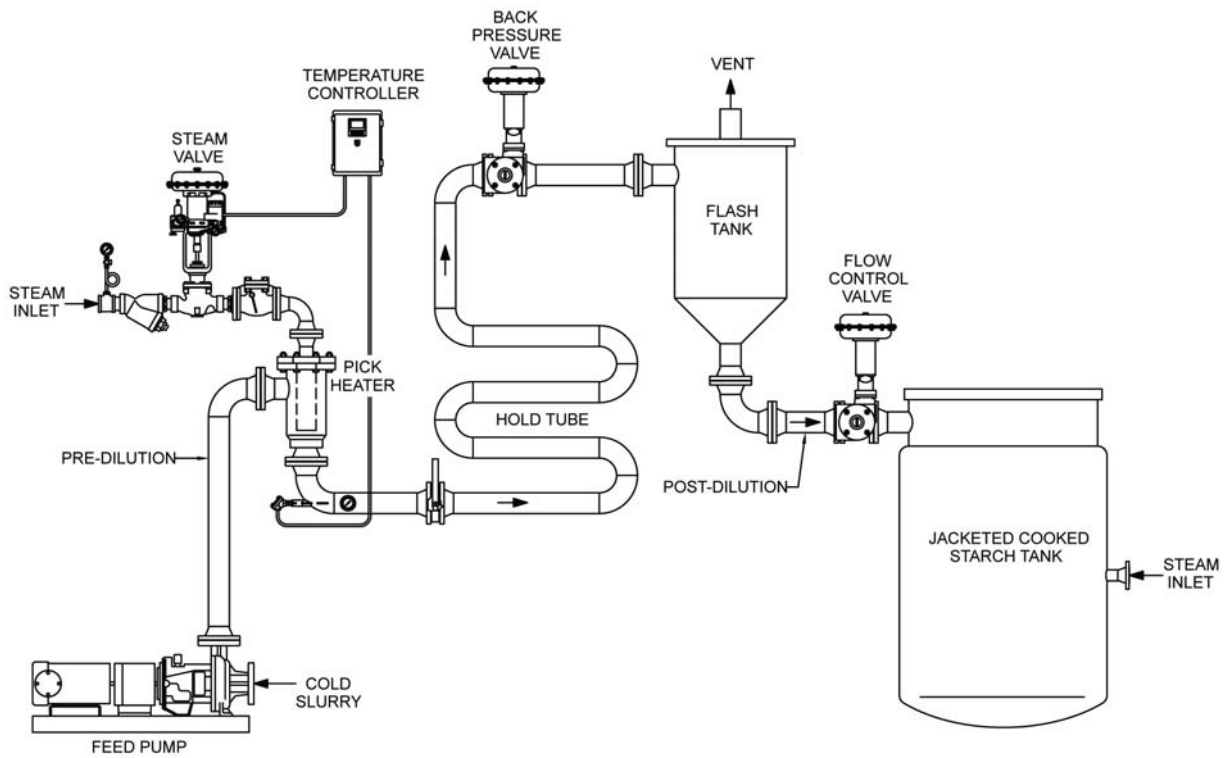 BACK
PRESSURE
VALVE
VENT
TEMPERATURE
CONTROLLER
STEAM
VALVE
FLASH
TANK
FLOW
CONTROL
VALVE
STEAM
INLET
PICK
HEATER
HOLD TUBE
PRE-DILUTION
POST-DILUTION
JACKETED COOKED
STARCH TANK
STEAM
INLET
COLD
SLURRY
FEED PUMP